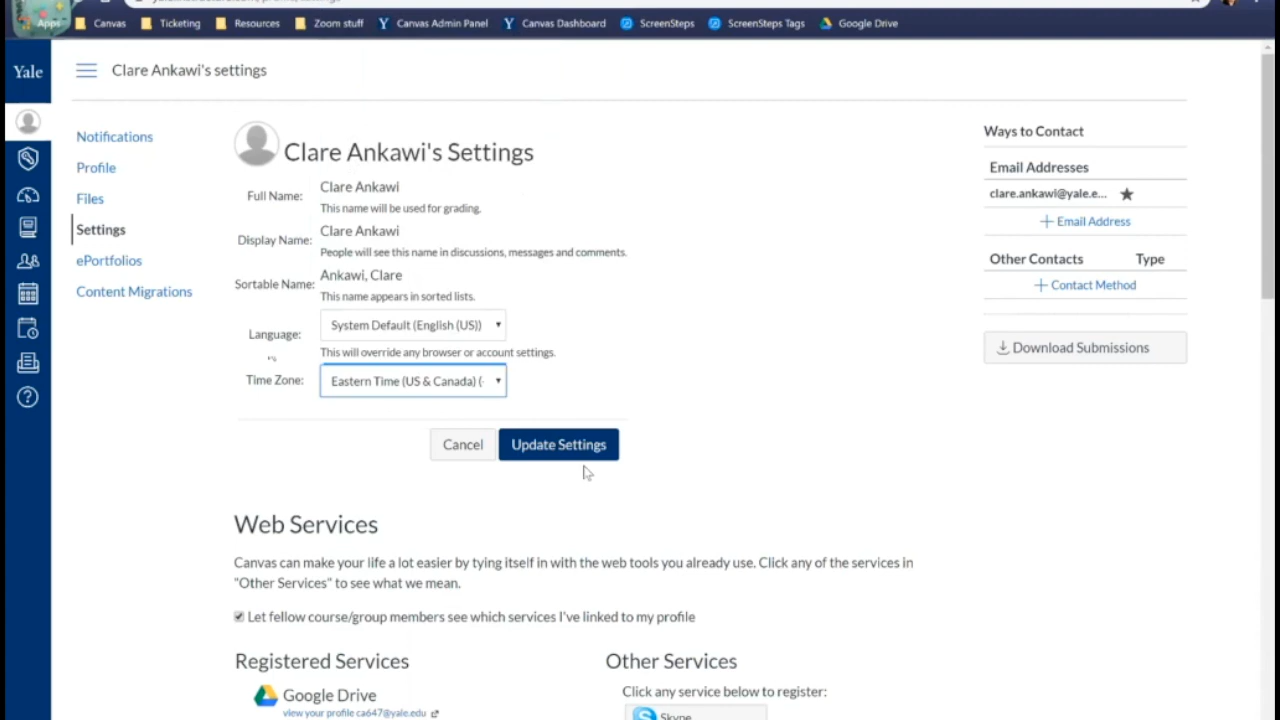 Apps Canvas Ticketing Resources Zoom stuff Canvas Admin Panel Canvas Dashboard ScreenSteps ScreenSteps Tags Google Drive
Yale
Clare Ankawi's settings
Notifications
Profile
Files
Settings
ePortfolios
Content Migrations
Clare Ankawi's Settings
Full Name: Clare Ankawi
This name will be used for grading.
Display Name: Clare Ankawi
People will see this name in discussions, messages and comments.
Sortable Name: Ankawi, Clare
This name appears in sorted lists.
Language: System Default (English (US))
This will override any browser or account settings.
Time Zone: Eastern Time (US & Canada) (
Cancel Update Settings
Ways to Contact
Email Addresses
clare.ankawi@yale.e...
Email Address
Other Contacts Type
Contact Method
Download Submissions
Web Services
Canvas can make your life a lot easier by tying itself in with the web tools you already use. Click any of the services in
"Other Services" to see what we mean.
Let fellow course/group members see which services I've linked to my profile
Registered Services
Google Drive
view your profile ca647@yale.edu
Other Services
Click any service below to register:
Skype